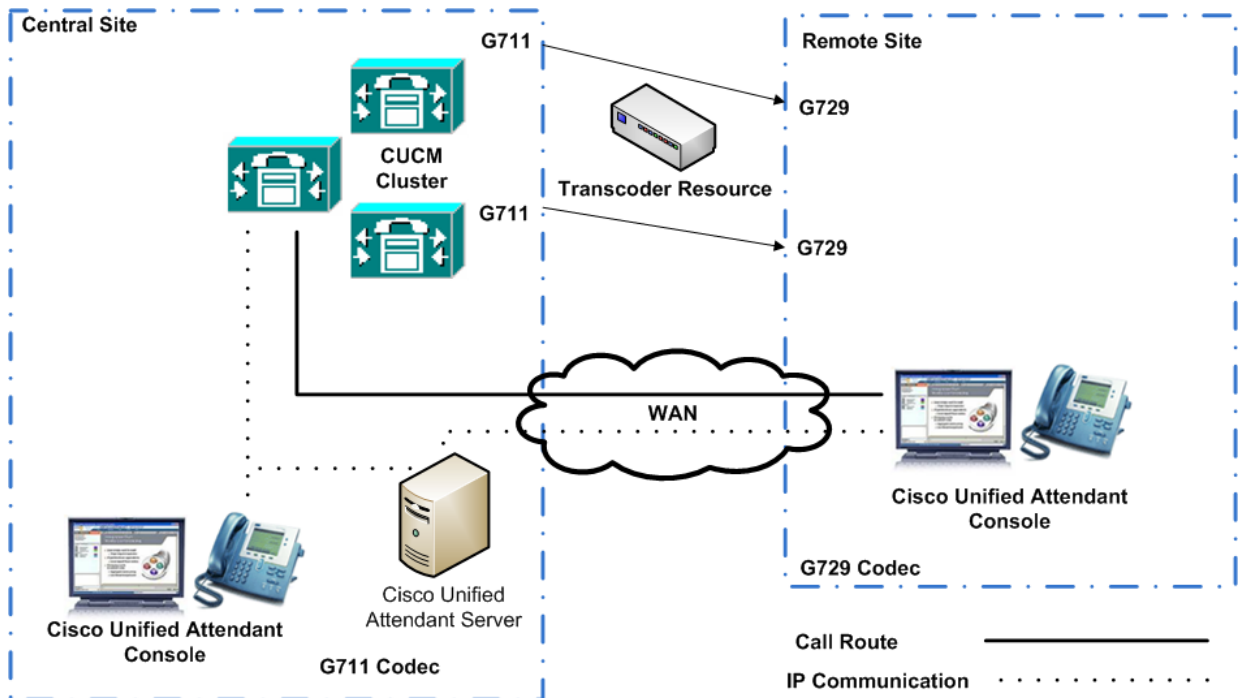 Central Site
G711
Remote Site
G729
CUCM
Cluster
Transcoder Resource
G711
G729
WAN
Cisco Unified Attendant
Console
Cisco Unified
Attendant Server
G729 Codec
Cisco Unified Attendant
Console
G711 Codec
Call Route
IP Communication